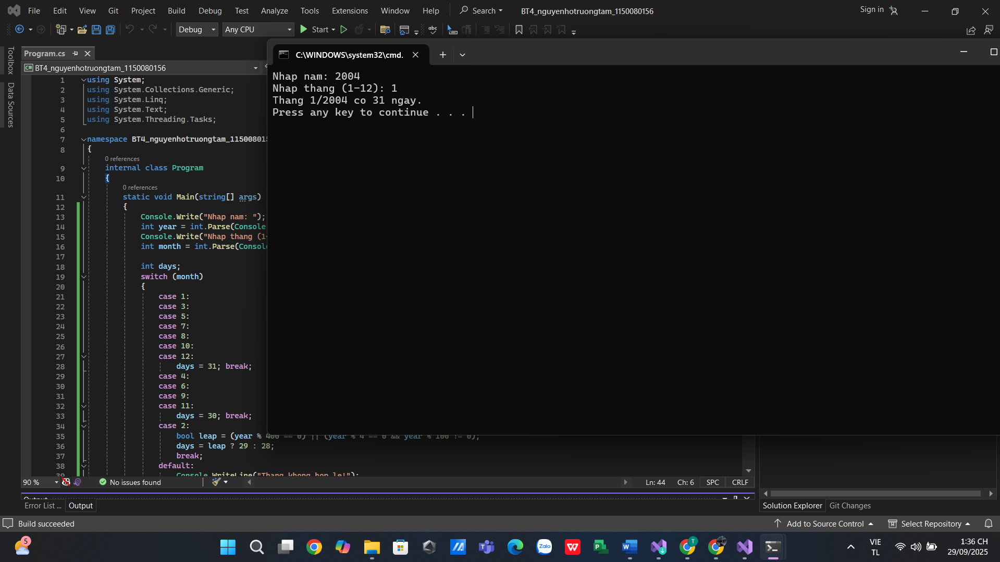 File Edit View Git Project Build Debug Test Analyze Tools Extensions Window Help Search BT4_nguyenhotruongtam_1150080156 Sign in
Debug Any CPU Start
Toolbox
Data Sources
Program.cs
C# BT4_nguyenhotruongtam_1150080156
C:\WINDOWS\system32\cmd.
Nhap nam: 2004
Nhap thang (1-12): 1
Thang 1/2004 co 31 ngay.
Press any key to continue . . .
1 using System;
2 using System.Collections.Generic;
3 using System.Linq;
4 using System.Text;
5 using System.Threading.Tasks;
6
7 namespace BT4_nguyenhotruongtam_115008015
8 {
0 references
9 internal class Program
10 {
0 references
11 static void Main(string[] args)
12 {
13 Console.Write("Nhap nam: ");
14 int year = int.Parse(Console
15 Console.Write("Nhap thang (1-
16 int month = int.Parse(Console
17
18 int days;
19 switch (month)
20 {
21 case 1:
22 case 3:
23 case 5:
24 case 7:
25 case 8:
26 case 10:
27 case 12:
28 days = 31; break;
29 case 4:
30 case 6:
31 case 9:
32 case 11:
33 days = 30; break;
34 case 2:
35 bool leap = (year % 400 == 0) || (year % 4 == 0 && year % 100 != 0);
36 days = leap ? 29 : 28;
37 break;
38 default:
39 Console.WriteLine("Thang khong hop le!");
90 % No issues found Ln: 44 Ch: 6 SPC CRLF
Output
Error List ... Output
Solution Explorer Git Changes
Build succeeded Add to Source Control Select Repository
5
Zalo
T
VIE
TL
1:36 CH
29/09/2025